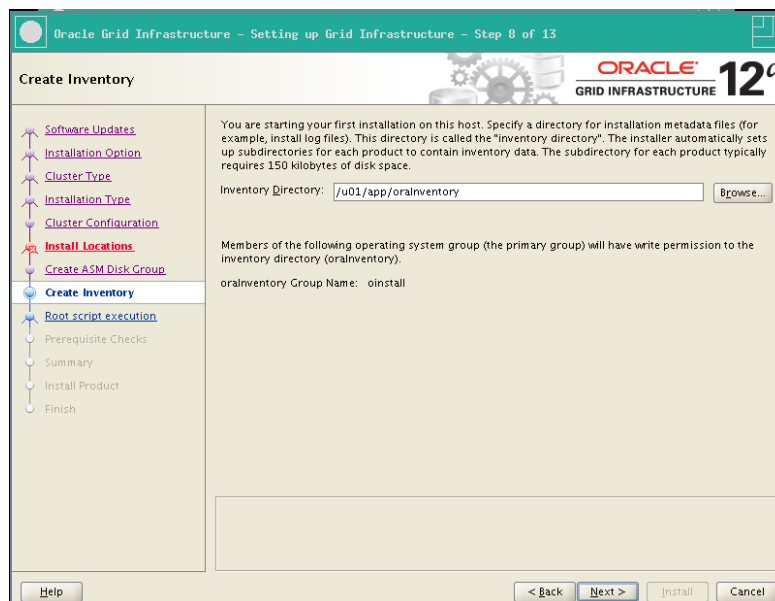 Oracle Grid Infrastructure - Setting up Grid Infrastructure - Step 8 of 13
Create Inventory
ORACLE
GRID INFRASTRUCTURE
12c
Software Updates
Installation Option
Cluster Type
Installation Type
Cluster Configuration
Install Locations
Create ASM Disk Group
Create Inventory
Root script execution
Prerequisite Checks
Summary
Install Product
Finish
You are starting your first installation on this host. Specify a directory for installation metadata files (for
example, install log files). This directory is called the "inventory directory". The installer automatically sets
up subdirectories for each product to contain inventory data. The subdirectory for each product typically
requires 150 kilobytes of disk space.
Inventory Directory: /u01/app/oraInventory Browse...
Members of the following operating system group (the primary group) will have write permission to the
inventory directory (oraInventory).
oraInventory Group Name: oinstall
Help < Back Next > Install Cancel